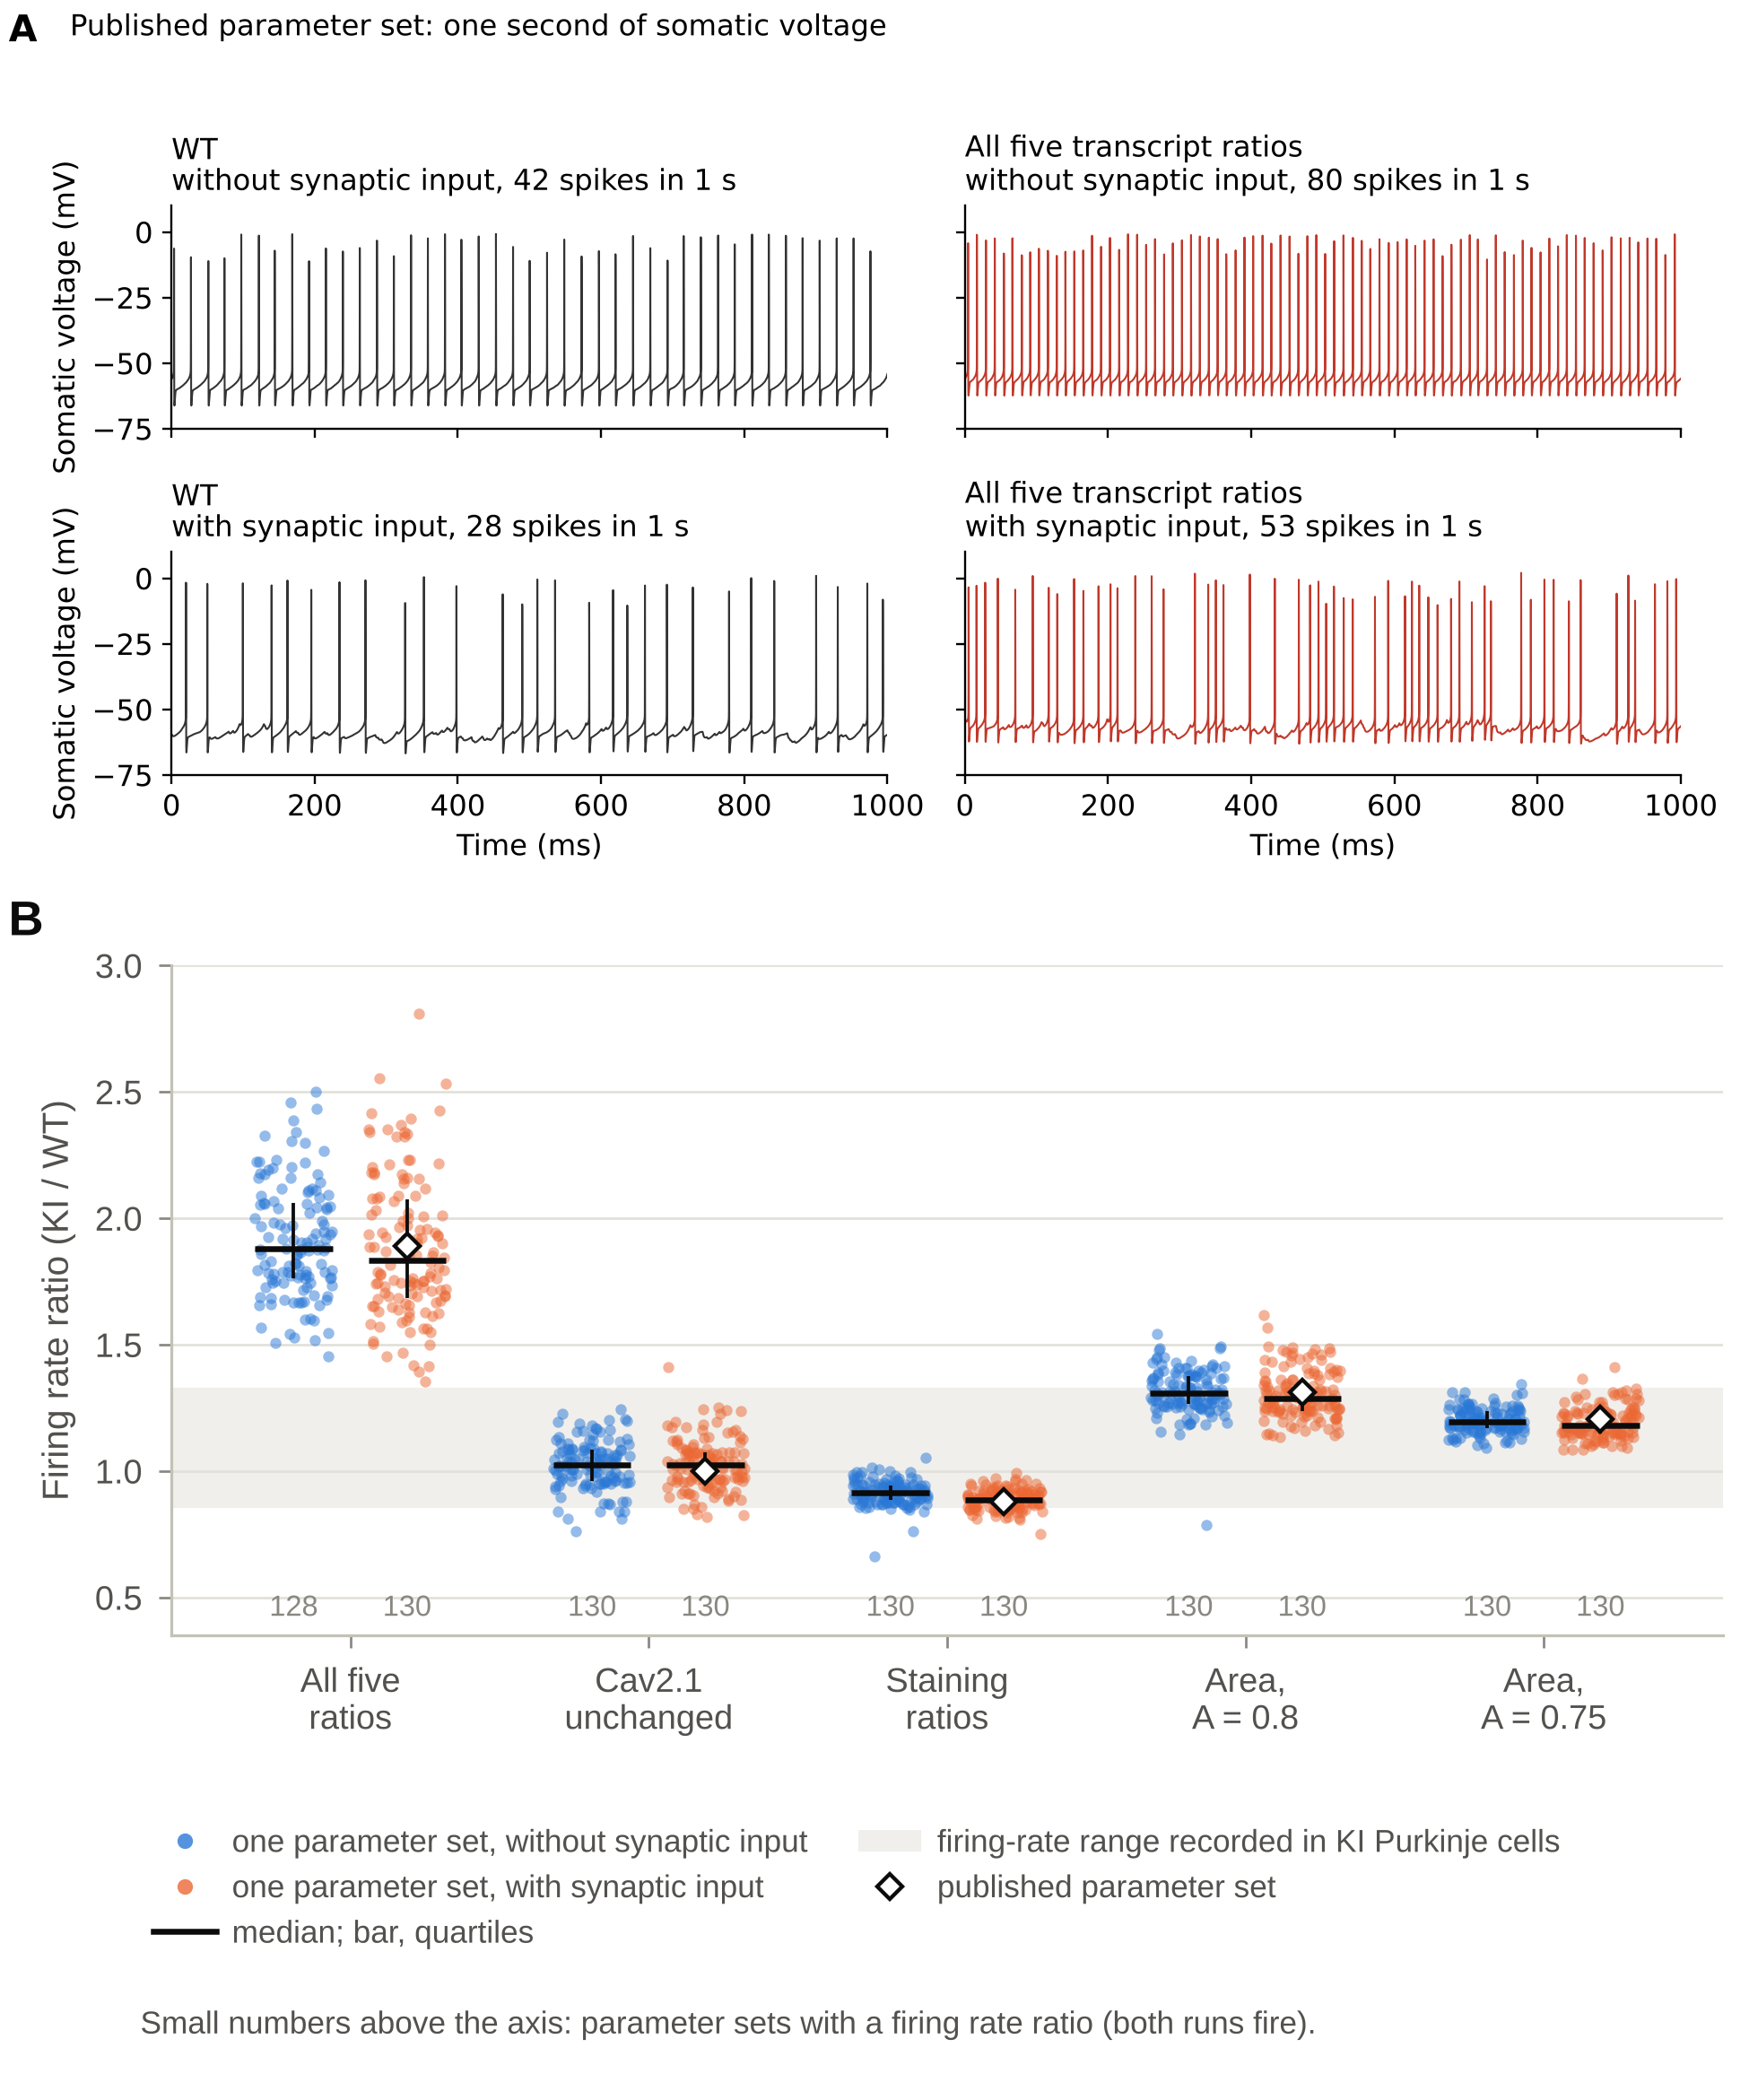 A Published parameter set: one second of somatic voltage
WT
without synaptic input, 42 spikes in 1 s
All five transcript ratios
without synaptic input, 80 spikes in 1 s
Somatic voltage (mV)
0
−25
−50
−75
WT
with synaptic input, 28 spikes in 1 s
All five transcript ratios
with synaptic input, 53 spikes in 1 s
Somatic voltage (mV)
0
−25
−50
−75
0 200 400 600 800 1000
0 200 400 600 800 1000
Time (ms)
Time (ms)
B
Firing rate ratio (KI / WT)
3.0
2.5
2.0
1.5
1.0
0.5
128 130 130 130 130 130 130 130 130 130
All five
ratios
Cav2.1
unchanged
Staining
ratios
Area,
A = 0.8
Area,
A = 0.75
one parameter set, without synaptic input
one parameter set, with synaptic input
median; bar, quartiles
firing-rate range recorded in KI Purkinje cells
published parameter set
Small numbers above the axis: parameter sets with a firing rate ratio (both runs fire).